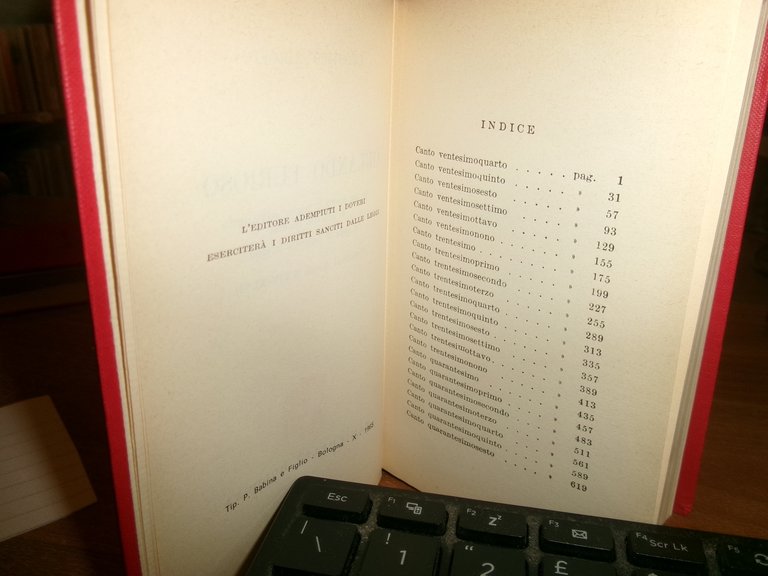 L'EDITORE ADEMPIUTI I DOVERI
ESERCITERÀ I DIRITTI SANCITI DALLE LEGGI
Tip. P. Babina e Figlio - Bologna - X -
INDICE
Canto ventesimoquarto . . . . . pag. 1
Canto ventesimoquinto . . . . . » 31
Canto ventesimosesto . . . . . » 57
Canto ventesimosettimo . . . . . » 93
Canto ventesimottavo . . . . . » 129
Canto ventesimonono . . . . . » 155
Canto trentesimo . . . . . » 175
Canto trentesimoprimo . . . . . » 199
Canto trentesimosecondo . . . . . » 227
Canto trentesimoterzo . . . . . » 255
Canto trentesimoquarto . . . . . » 289
Canto trentesimoquinto . . . . . » 313
Canto trentesimosesto . . . . . » 335
Canto trentesimosettimo . . . . . » 357
Canto trentesimottavo . . . . . » 389
Canto trentesimonono . . . . . » 413
Canto quarantesimo . . . . . » 435
Canto quarantesimoprimo . . . . . » 457
Canto quarantesimosecondo . . . . . » 483
Canto quarantesimoterzo . . . . . » 511
Canto quarantesimoquarto . . . . . » 561
Canto quarantesimoquinto . . . . . » 589
Canto quarantesimosesto . . . . . » 619
Esc F1 F2 F3 F4 F5
zZ Scr Lk
| ! " £
\ 1 2